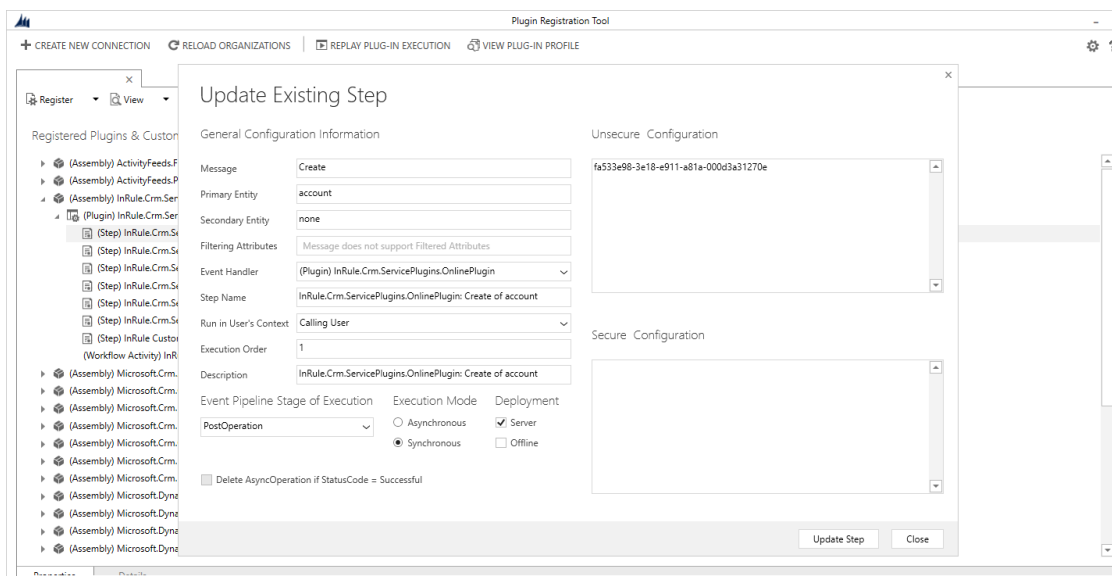 Plugin Registration Tool
+ CREATE NEW CONNECTION RELOAD ORGANIZATIONS REPLAY PLUG-IN EXECUTION VIEW PLUG-IN PROFILE
Register View
Registered Plugins & Custon
(Assembly) ActivityFeeds.F
(Assembly) ActivityFeeds.P
(Assembly) InRule.Crm.Ser
(Plugin) InRule.Crm.Ser
(Step) InRule.Crm.Se
(Step) InRule.Crm.Se
(Step) InRule.Crm.Se
(Step) InRule.Crm.Se
(Step) InRule.Crm.Se
(Step) InRule.Crm.Se
(Step) InRule Custor
(Workflow Activity) InR
(Assembly) Microsoft.Crm.
(Assembly) Microsoft.Crm.
(Assembly) Microsoft.Crm.
(Assembly) Microsoft.Crm.
(Assembly) Microsoft.Crm.
(Assembly) Microsoft.Crm.
(Assembly) Microsoft.Crm.
(Assembly) Microsoft.Dyna
(Assembly) Microsoft.Dyna
(Assembly) Microsoft.Dyna
(Assembly) Microsoft.Dyna
Properties Details
Update Existing Step
General Configuration Information
Message Create
Primary Entity account
Secondary Entity none
Filtering Attributes Message does not support Filtered Attributes
Event Handler (Plugin) InRule.Crm.ServicePlugins.OnlinePlugin
Step Name InRule.Crm.ServicePlugins.OnlinePlugin: Create of account
Run in User's Context Calling User
Execution Order 1
Description InRule.Crm.ServicePlugins.OnlinePlugin: Create of account
Event Pipeline Stage of Execution Execution Mode Deployment
PostOperation Asynchronous Server
Synchronous Offline
Delete AsyncOperation if StatusCode = Successful
Unsecure Configuration
fa533e98-3e18-e911-a81a-000d3a31270e
Secure Configuration
Update Step Close